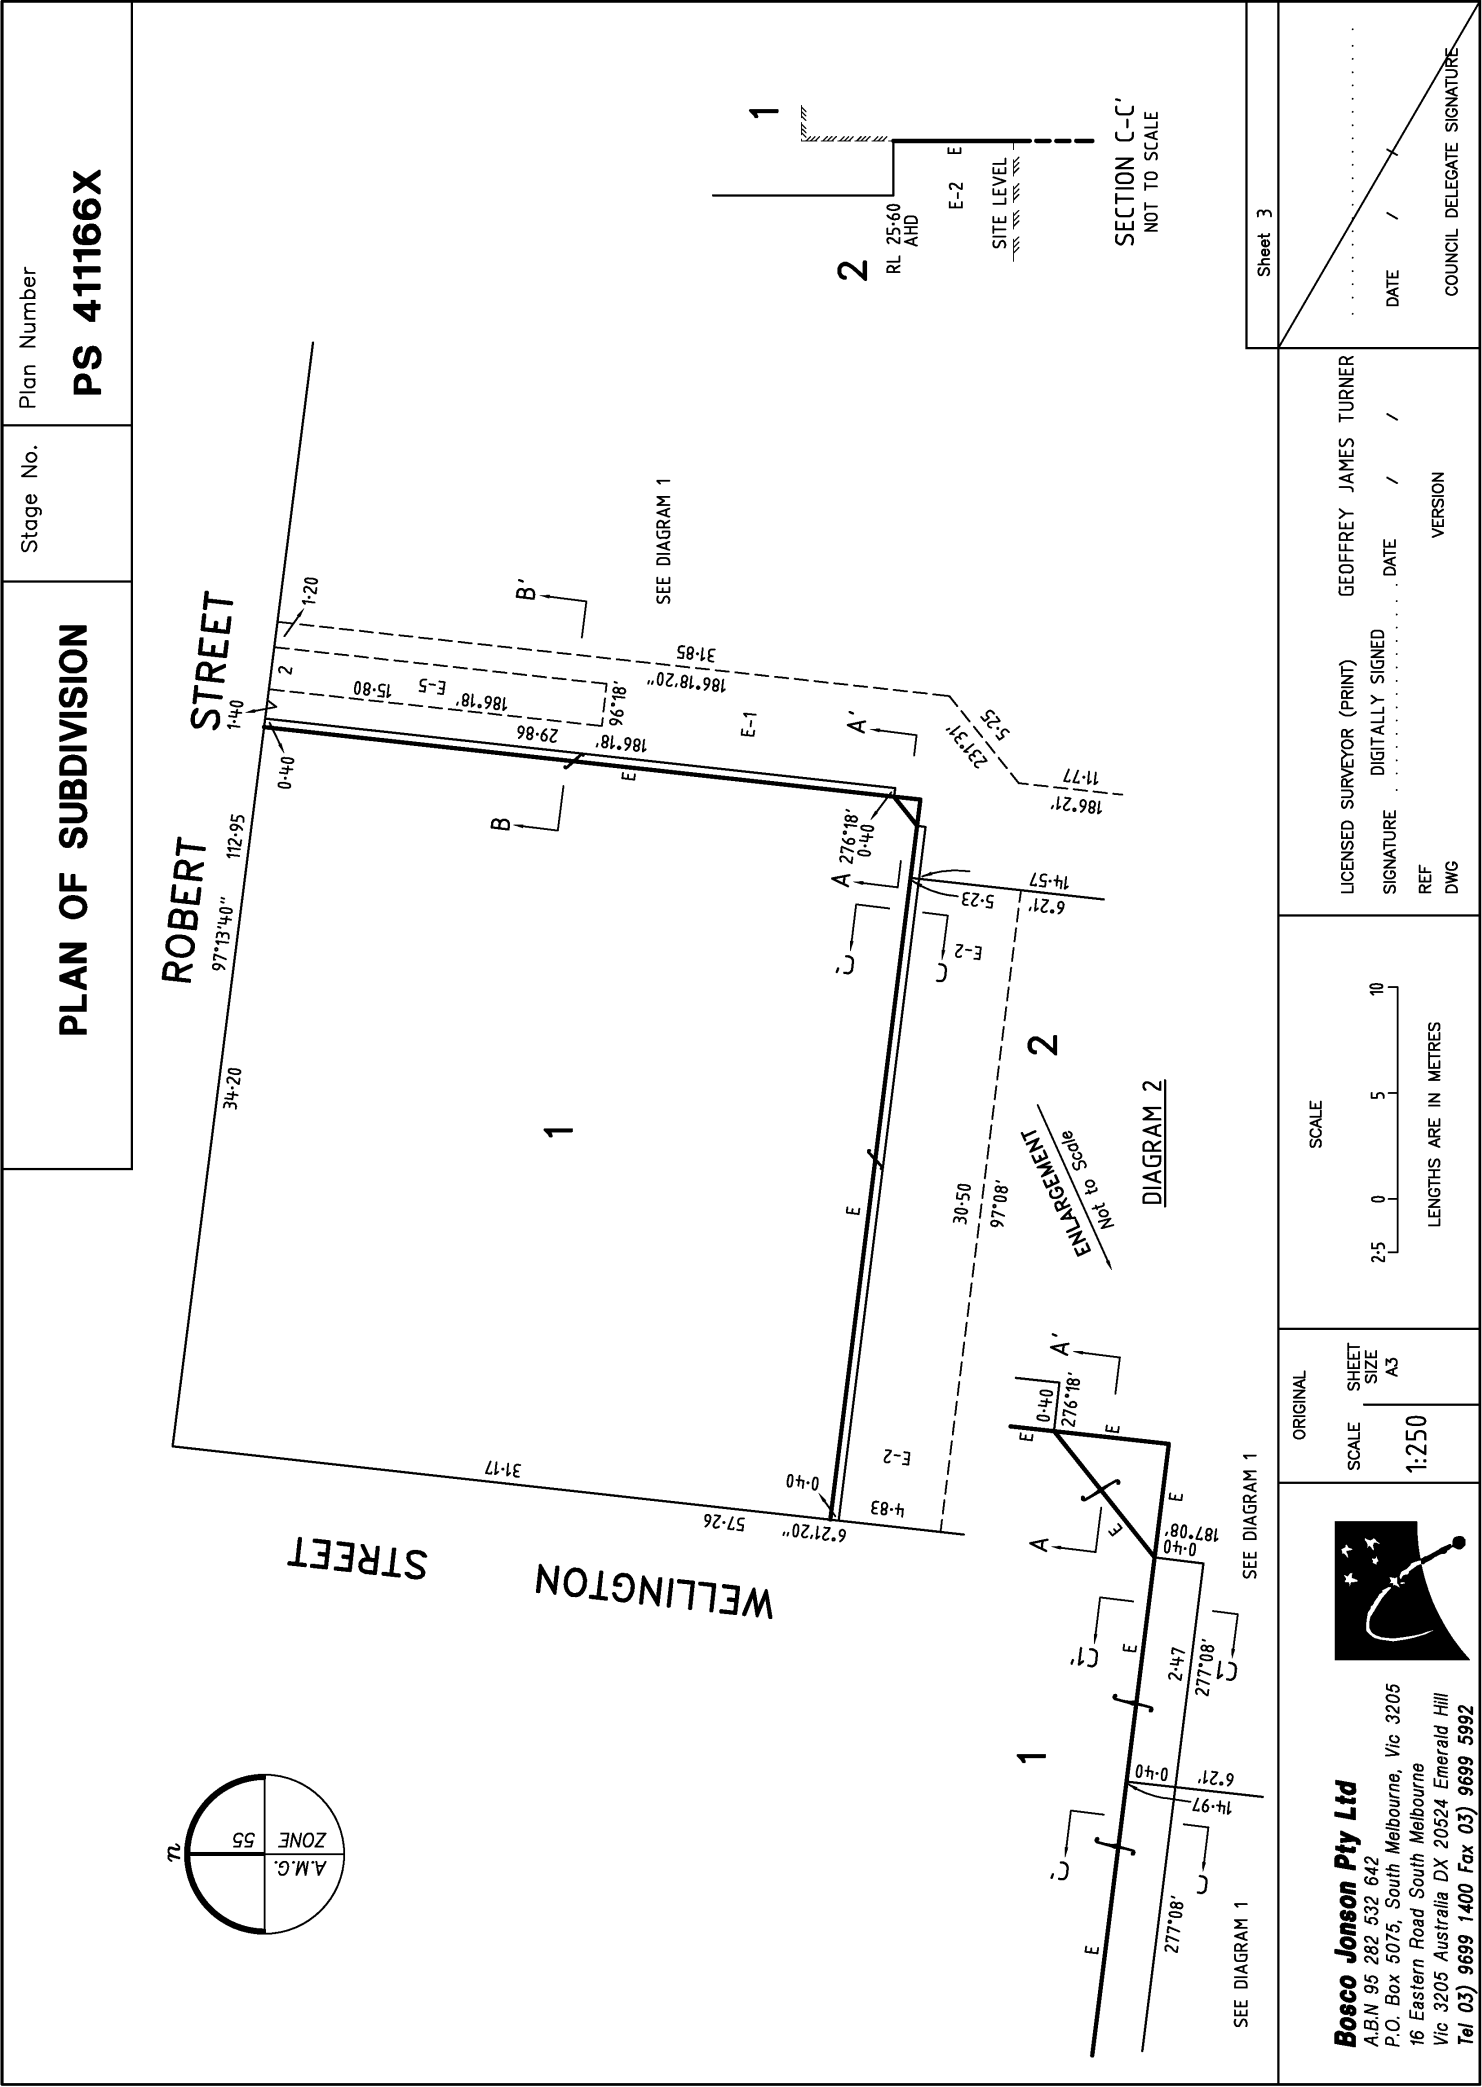 PLAN OF SUBDIVISION
Stage No.
Plan Number
PS 411166X
n
A.M.G.
55
ZONE
ROBERT STREET
97°13'40"
112·95
34·20
1·40
0·40
2
1·20
15·80
E-5
186°18'
96°18'
29·86
186°18'
E
B
B'
E-1
31·85
186°18'20"
SEE DIAGRAM 1
A
A'
276°18'
0·40
231°31'
5·25
186°21'
11·77
5·23
14·57
6°21'
C'
C
E-2
1
E
2
30·50
97°08'
E-2
4·83
0·40
31·17
57·26
6°21'20"
WELLINGTON
STREET
ENLARGEMENT
Not to Scale
DIAGRAM 2
1
E
277°08'
SEE DIAGRAM 1
C'
C
0·40
14·97
6°21'
C1'
C1
E
2·47
277°08'
A
A'
E
0·40
187°08'
E
E
E
0·40
276°18'
SEE DIAGRAM 1
1
2
RL 25·60
AHD
E-2
E
SITE LEVEL
SECTION C-C'
NOT TO SCALE
Sheet 3
Bosco Jonson Pty Ltd
A.B.N 95 282 532 642
P.O. Box 5075, South Melbourne, Vic 3205
16 Eastern Road South Melbourne
Vic 3205 Australia DX 20524 Emerald Hill
Tel 03) 9699 1400 Fax 03) 9699 5992
ORIGINAL
SCALE
SHEET
SIZE
A3
1:250
SCALE
2·5 0 5 10
LENGTHS ARE IN METRES
LICENSED SURVEYOR (PRINT) GEOFFREY JAMES TURNER
SIGNATURE DIGITALLY SIGNED DATE / /
REF
DWG
VERSION
DATE / /
COUNCIL DELEGATE SIGNATURE